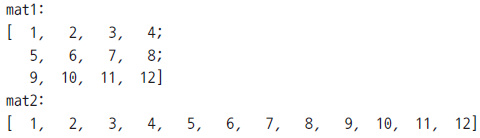 mat1:
[  1,   2,   3,   4;
   5,   6,   7,   8;
   9,  10,  11,  12]
mat2:
[  1,   2,   3,   4,   5,   6,   7,   8,   9,  10,  11,  12]